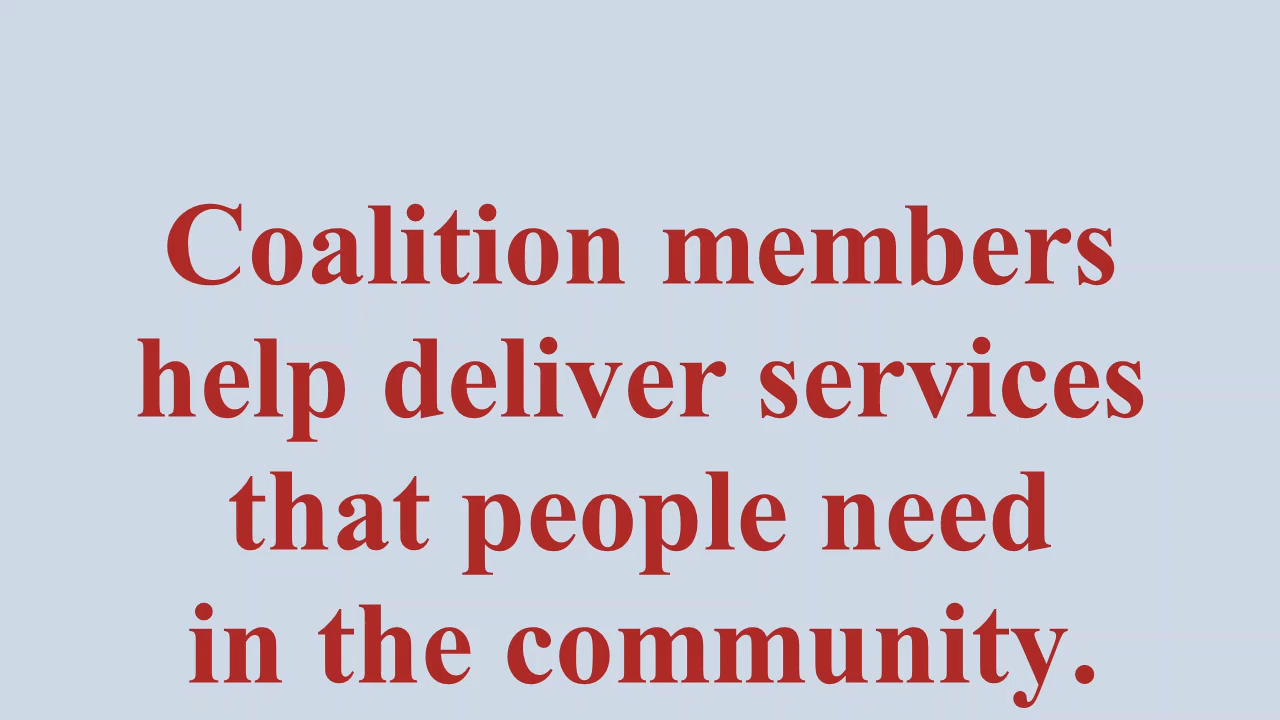 Coalition members
help deliver services
that people need
in the community.